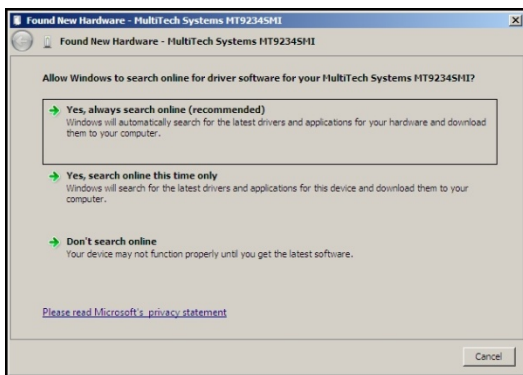 Found New Hardware - MultiTech Systems MT9234SMI
Found New Hardware - MultiTech Systems MT9234SMI
Allow Windows to search online for driver software for your MultiTech Systems MT9234SMI?
Yes, always search online (recommended)
Windows will automatically search for the latest drivers and applications for your hardware and download
them to your computer.
Yes, search online this time only
Windows will search for the latest drivers and applications for this device and download them to your
computer.
Don't search online
Your device may not function properly until you get the latest software.
Please read Microsoft's privacy statement
Cancel